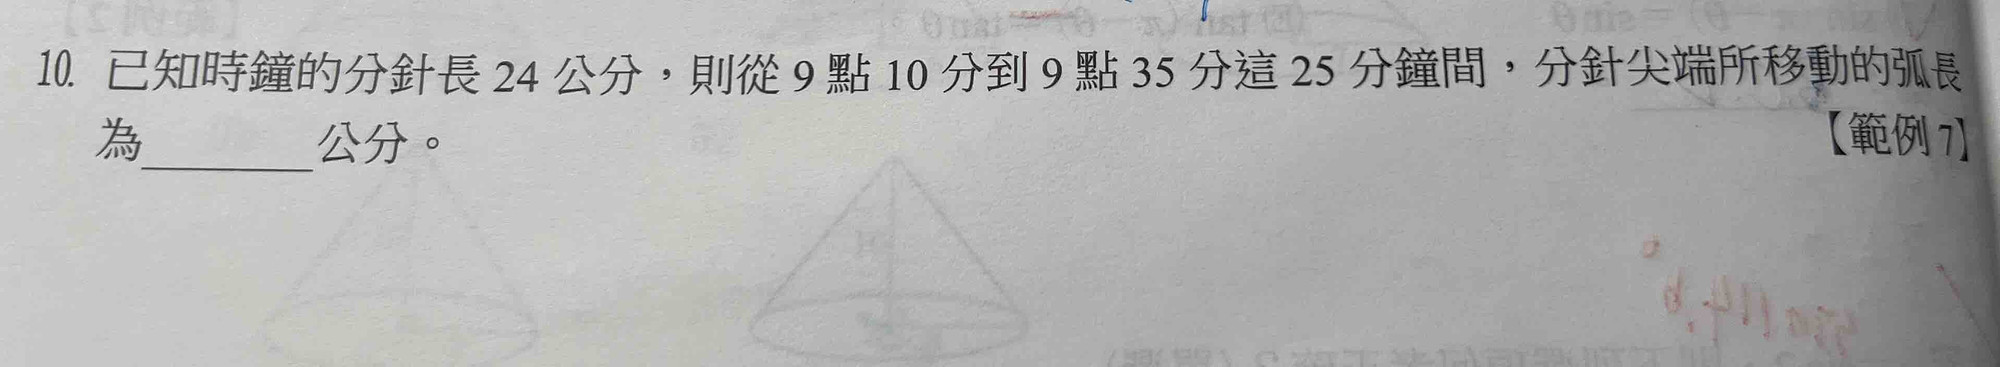 10. 已知時鐘的分針長 24 公分，則從 9 點 10 分到 9 點 35 分這 25 分鐘間，分針尖端所移動的弧長
為________公分。
【範例 7】